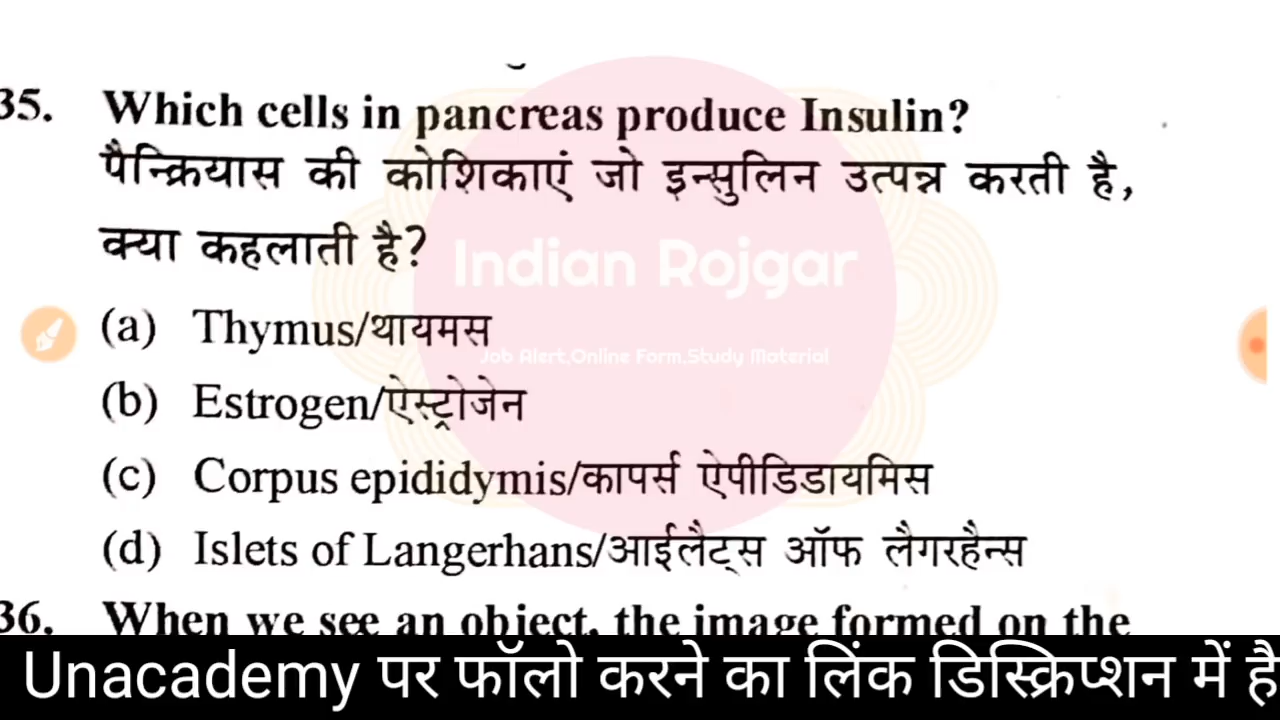 35. Which cells in pancreas produce Insulin?
पैन्क्रियास की कोशिकाएं जो इन्सुलिन उत्पन्न करती है,
क्या कहलाती है?
Indian Rojgar
(a) Thymus/थायमस
Job Alert,Online Form,Study Material
(b) Estrogen/ऐस्ट्रोजेन
(c) Corpus epididymis/कापर्स ऐपीडिडायमिस
(d) Islets of Langerhans/आईलैट्स ऑफ लैगरहैन्स
36. When we see an object, the image formed on the
Unacademy पर फॉलो करने का लिंक डिस्क्रिप्शन में है